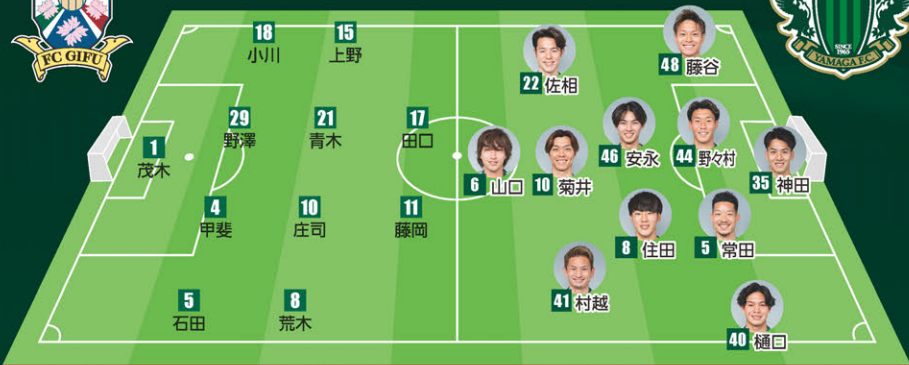 FC GIFU
SINCE
1965
YAMAGA F.C.
18
小川
15
上野
29
野澤
21
青木
17
田口
1
茂木
4
甲斐
10
庄司
11
藤岡
5
石田
8
荒木
22 佐相
48 藤谷
6 山口
10 菊井
46 安永
44 野々村
35 神田
8 住田
5 常田
41 村越
40 樋口